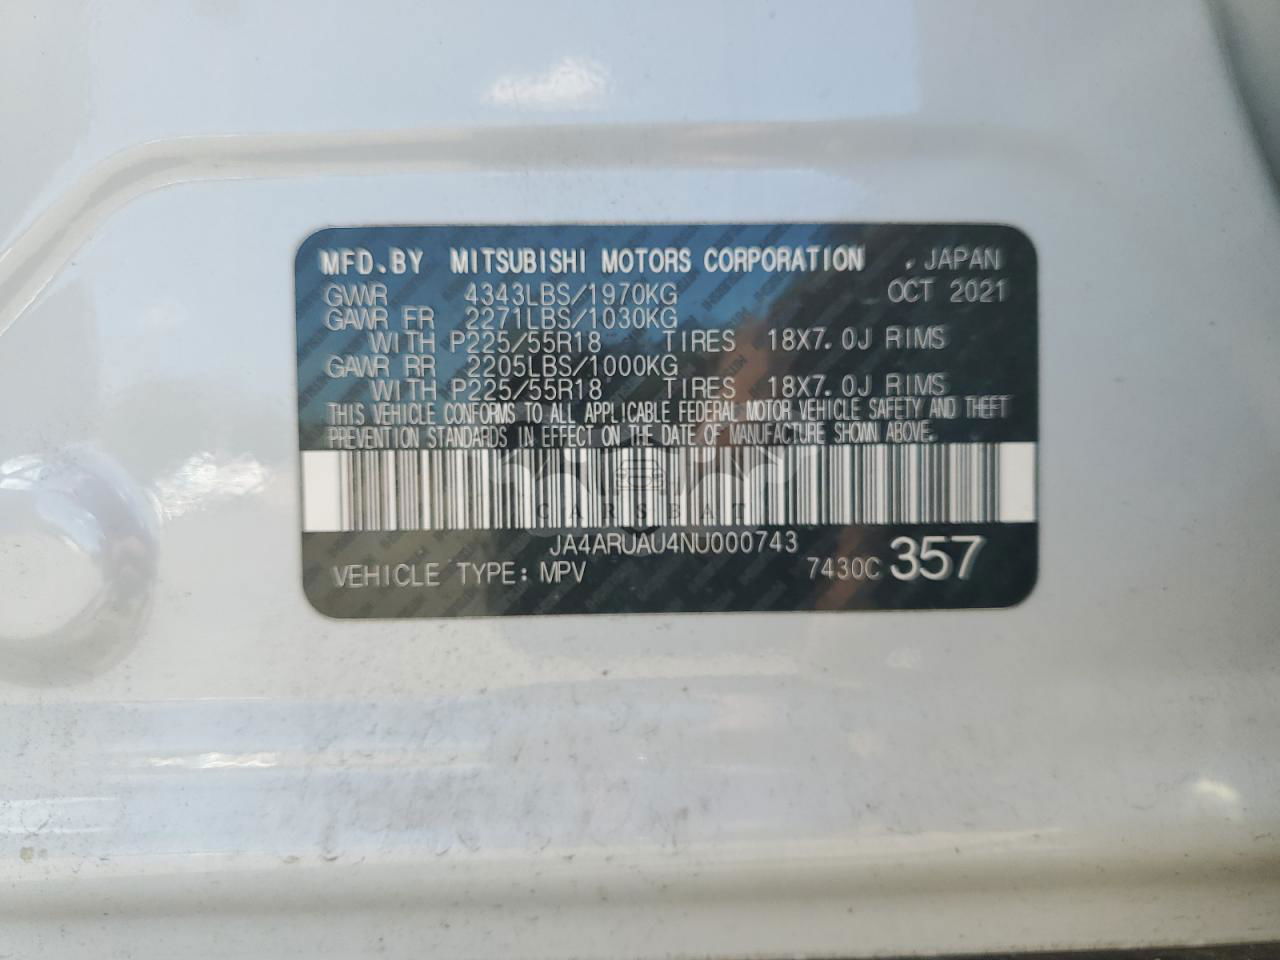 MFD.BY MITSUBISHI MOTORS CORPORATION . JAPAN
GVWR 4343LBS/1970KG OCT 2021
GAWR FR 2271LBS/1030KG
WITH P225/55R18 TIRES 18X7.0J RIMS
GAWR RR 2205LBS/1000KG
WITH P225/55R18 TIRES 18X7.0J RIMS
THIS VEHICLE CONFORMS TO ALL APPLICABLE FEDERAL MOTOR VEHICLE SAFETY AND THEFT
PREVENTION STANDARDS IN EFFECT ON THE DATE OF MANUFACTURE SHOWN ABOVE.
CARSBAT
JA4ARUAU4NU000743
VEHICLE TYPE: MPV 7430C 357